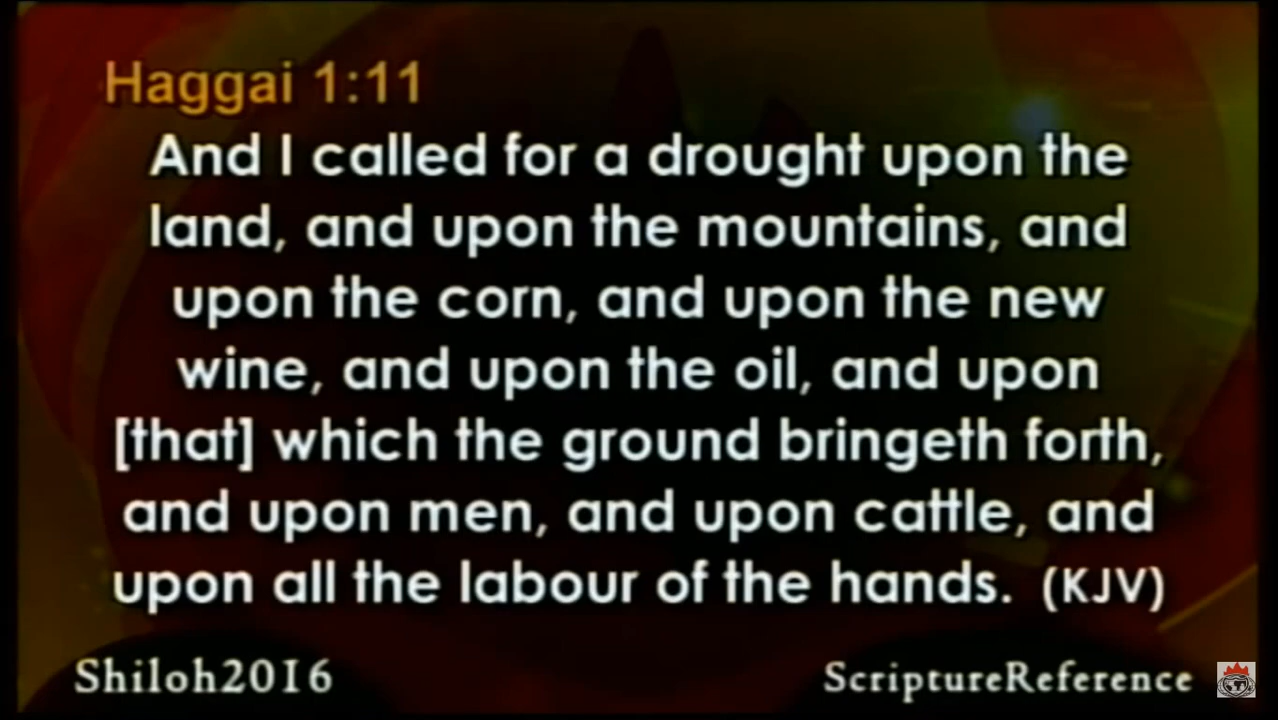 Haggai 1:11
And I called for a drought upon the
land, and upon the mountains, and
upon the corn, and upon the new
wine, and upon the oil, and upon
[that] which the ground bringeth forth,
and upon men, and upon cattle, and
upon all the labour of the hands. (KJV)
Shiloh2016 ScriptureReference